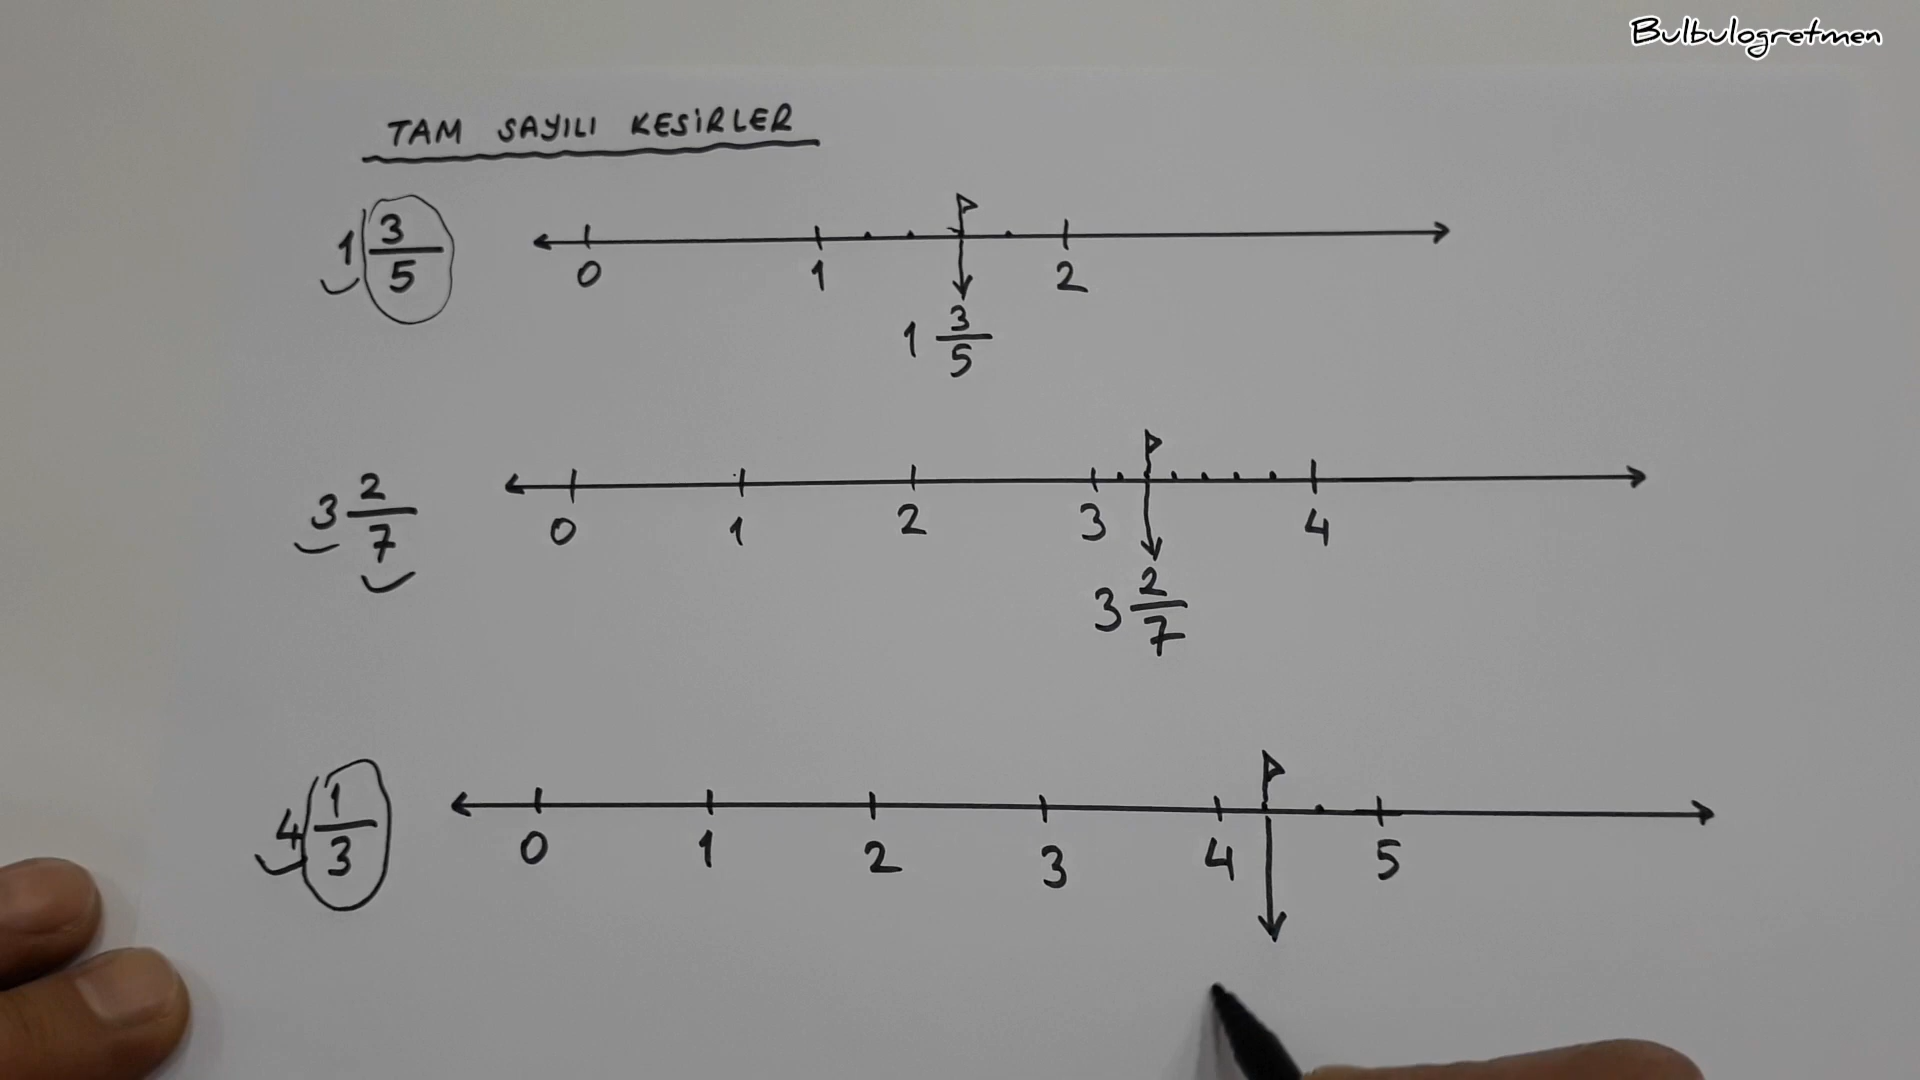 Bulbulogretmen
TAM SAYILI KESİRLER
1 3/5
0 1 2
1 3/5
3 2/7
0 1 2 3 4
3 2/7
4 1/3
0 1 2 3 4 5